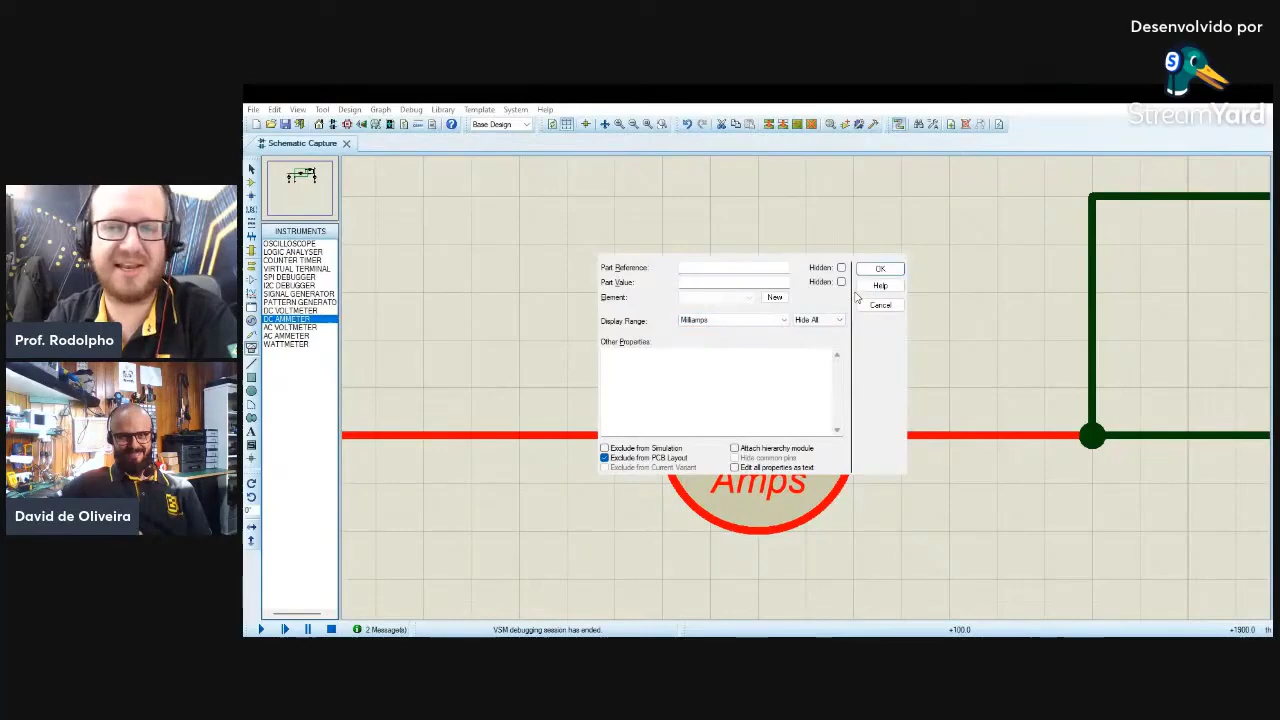 Desenvolvido por
StreamYard
File Edit View Tool Design Graph Debug Library Template System Help
Base Design
Schematic Capture
INSTRUMENTS
OSCILLOSCOPE
LOGIC ANALYSER
COUNTER TIMER
VIRTUAL TERMINAL
SPI DEBUGGER
I2C DEBUGGER
SIGNAL GENERATOR
PATTERN GENERATO
DC VOLTMETER
DC AMMETER
AC VOLTMETER
AC AMMETER
WATTMETER
Part Reference: Hidden: OK
Part Value: Hidden: Help
Element: New Cancel
Display Range: Milliamps Hide All
Other Properties:
Exclude from Simulation Attach hierarchy module
Exclude from PCB Layout Hide common pins
Exclude from Current Variant Edit all properties as text
Amps
Prof. Rodolpho
David de Oliveira
2 Message(s) VSM debugging session has ended. +100.0 +1900.0 th